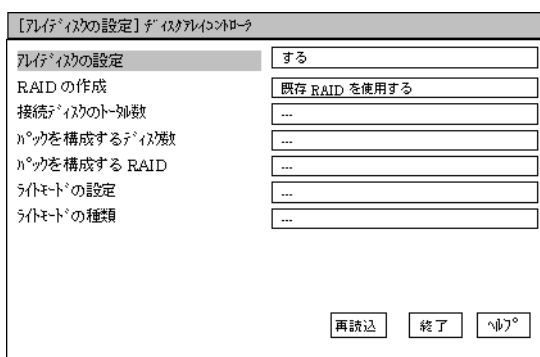 [ｱﾚｲﾃﾞｨｽｸの設定] ﾃﾞｨｽｸｱﾚｲｺﾝﾄﾛｰﾗ
ｱﾚｲﾃﾞｨｽｸの設定 する
RAIDの作成 既存 RAID を使用する
接続ﾃﾞｨｽｸのﾄｰﾀﾙ数 ...
ﾊﾟｯｸを構成するﾃﾞｨｽｸ数 ...
ﾊﾟｯｸを構成する RAID ...
ﾗｲﾄﾓｰﾄﾞの設定 ...
ﾗｲﾄﾓｰﾄﾞの種類 ...
再読込 終了 ﾍﾙﾌﾟ